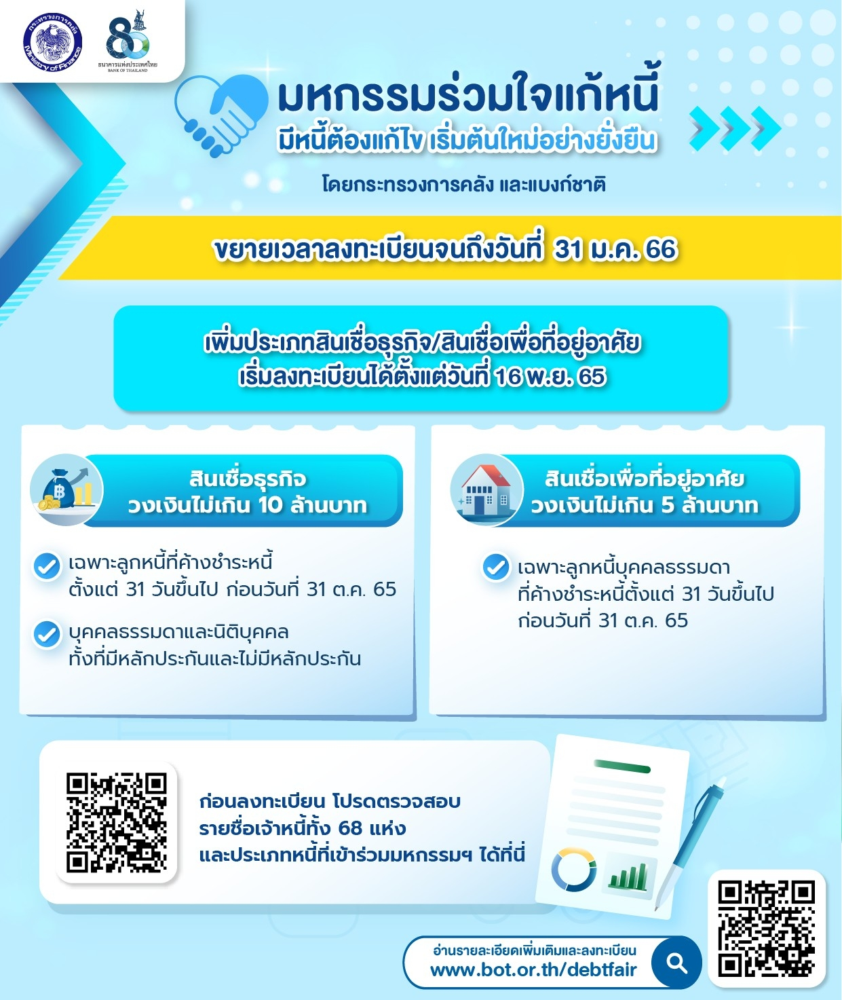 กระทรวงการคลัง
Ministry of Finance
80
ธนาคารแห่งประเทศไทย
BANK OF THAILAND
มหกรรมร่วมใจแก้หนี้
มีหนี้ต้องแก้ไข เริ่มต้นใหม่อย่างยั่งยืน
โดยกระทรวงการคลัง และแบงก์ชาติ
ขยายเวลาลงทะเบียนจนถึงวันที่ 31 ม.ค. 66
เพิ่มประเภทสินเชื่อธุรกิจ/สินเชื่อเพื่อที่อยู่อาศัย
เริ่มลงทะเบียนได้ตั้งแต่วันที่ 16 พ.ย. 65
สินเชื่อธุรกิจ
วงเงินไม่เกิน 10 ล้านบาท
เฉพาะลูกหนี้ที่ค้างชำระหนี้
ตั้งแต่ 31 วันขึ้นไป ก่อนวันที่ 31 ต.ค. 65
บุคคลธรรมดาและนิติบุคคล
ทั้งที่มีหลักประกันและไม่มีหลักประกัน
สินเชื่อเพื่อที่อยู่อาศัย
วงเงินไม่เกิน 5 ล้านบาท
เฉพาะลูกหนี้บุคคลธรรมดา
ที่ค้างชำระหนี้ตั้งแต่ 31 วันขึ้นไป
ก่อนวันที่ 31 ต.ค. 65
ก่อนลงทะเบียน โปรดตรวจสอบ
รายชื่อเจ้าหนี้ทั้ง 68 แห่ง
และประเภทหนี้ที่เข้าร่วมมหกรรมฯ ได้ที่นี่
อ่านรายละเอียดเพิ่มเติมและลงทะเบียน
www.bot.or.th/debtfair